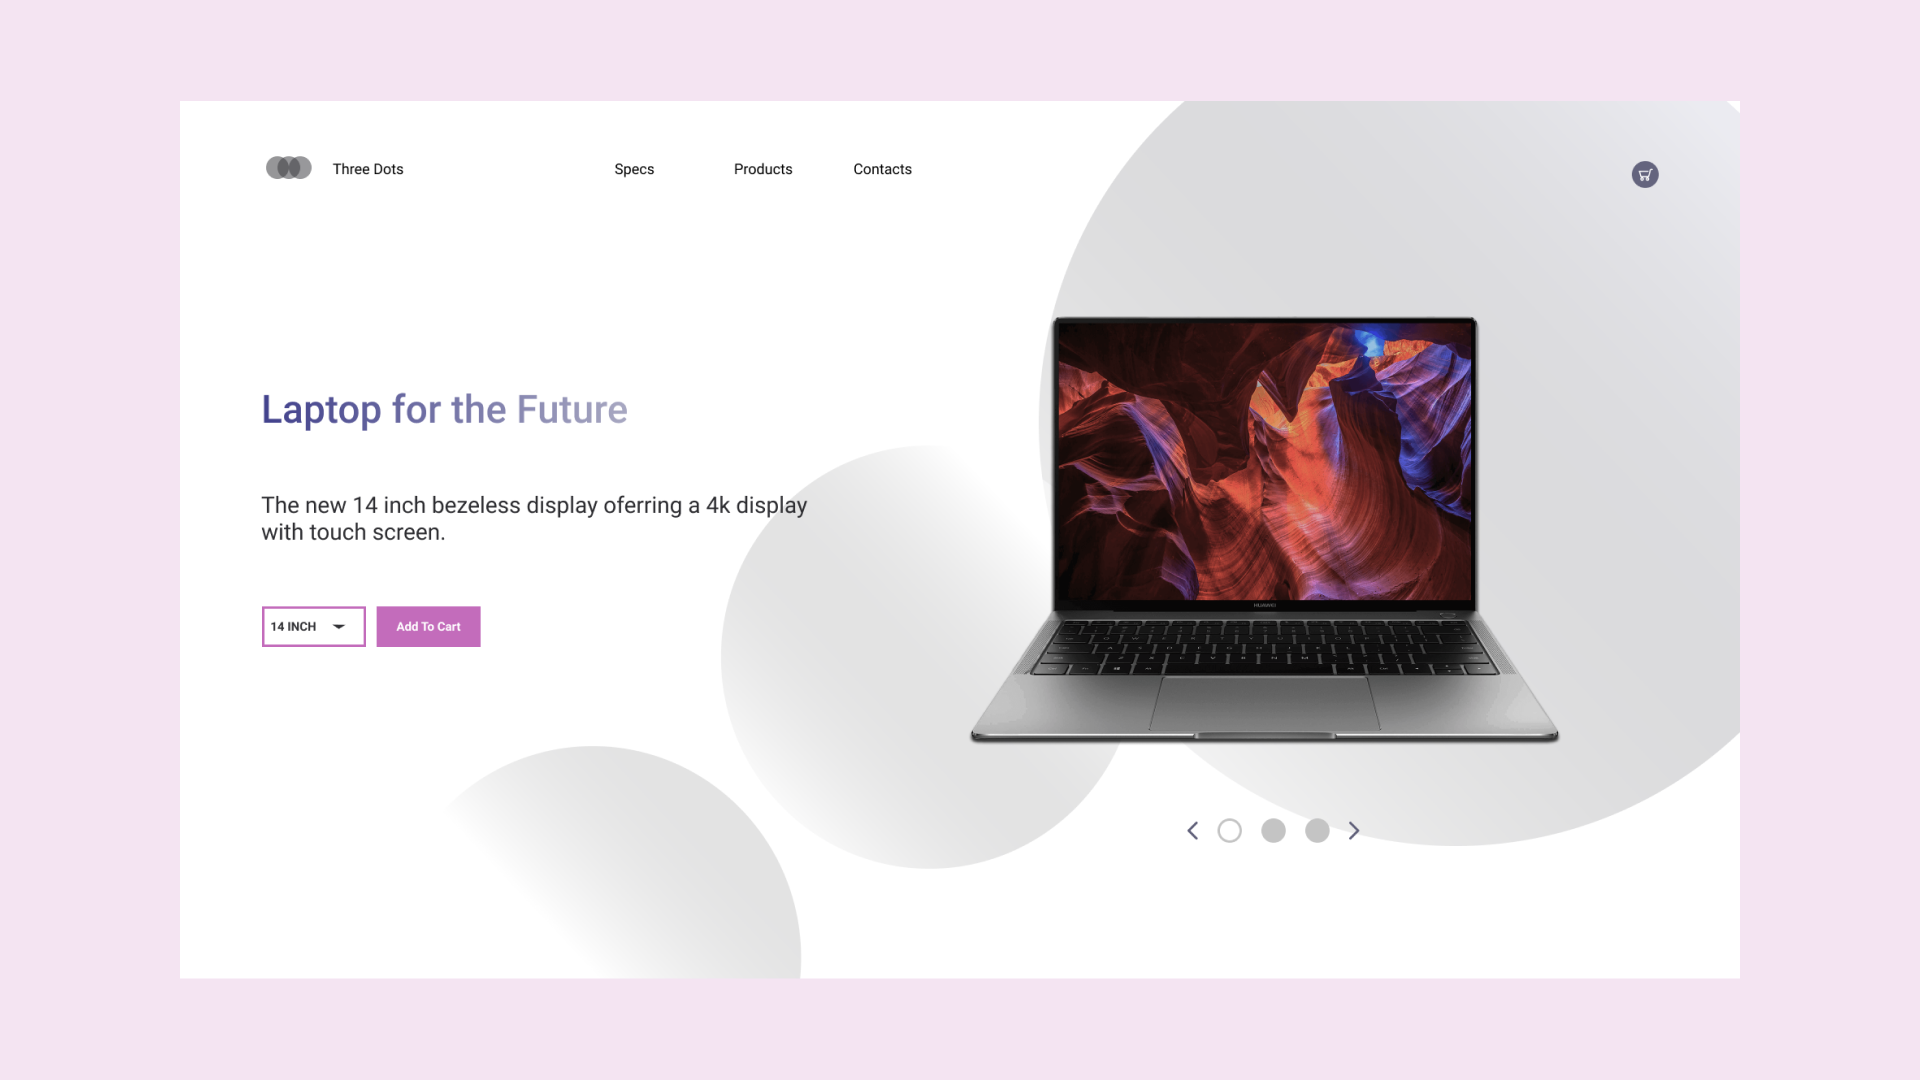 Three Dots
Specs
Products
Contacts
Laptop for the Future
The new 14 inch bezeless display oferring a 4k display
with touch screen.
14 INCH
Add To Cart
HUAWEI